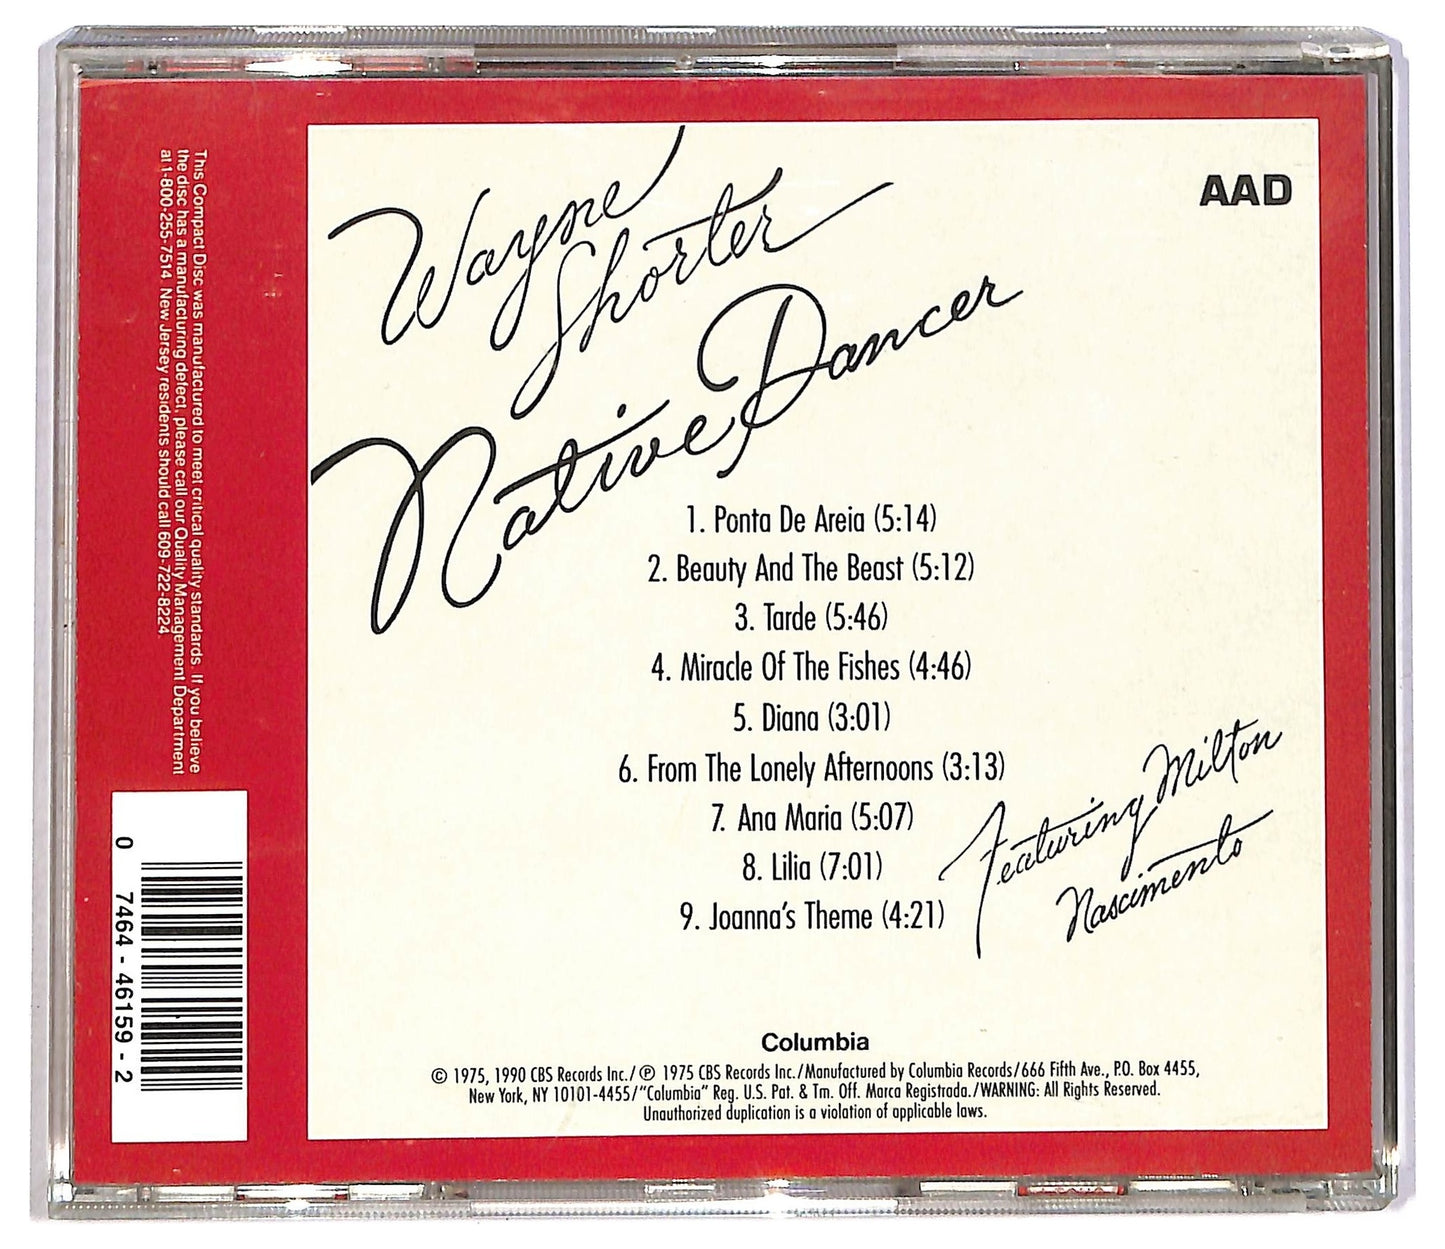 Wayne
Shorter
Native Dancer
AAD
1. Ponta De Areia (5:14)
2. Beauty And The Beast (5:12)
3. Tarde (5:46)
4. Miracle Of The Fishes (4:46)
5. Diana (3:01)
6. From The Lonely Afternoons (3:13)
7. Ana Maria (5:07)
8. Lilia (7:01)
9. Joanna's Theme (4:21)
Featuring Milton
Nascimento
Columbia
© 1975, 1990 CBS Records Inc./℗ 1975 CBS Records Inc./Manufactured by Columbia Records/666 Fifth Ave., P.O. Box 4455,
New York, NY 10101-4455/"Columbia" Reg. U.S. Pat. & Tm. Off. Marca Registrada./WARNING: All Rights Reserved.
Unauthorized duplication is a violation of applicable laws.
This Compact Disc was manufactured to meet critical quality standards. If you believe
the disc has a manufacturing defect, please call our Quality Management Department
at 1-800-255-7514. New Jersey residents should call 609-722-8224.
0 7464-46159-2